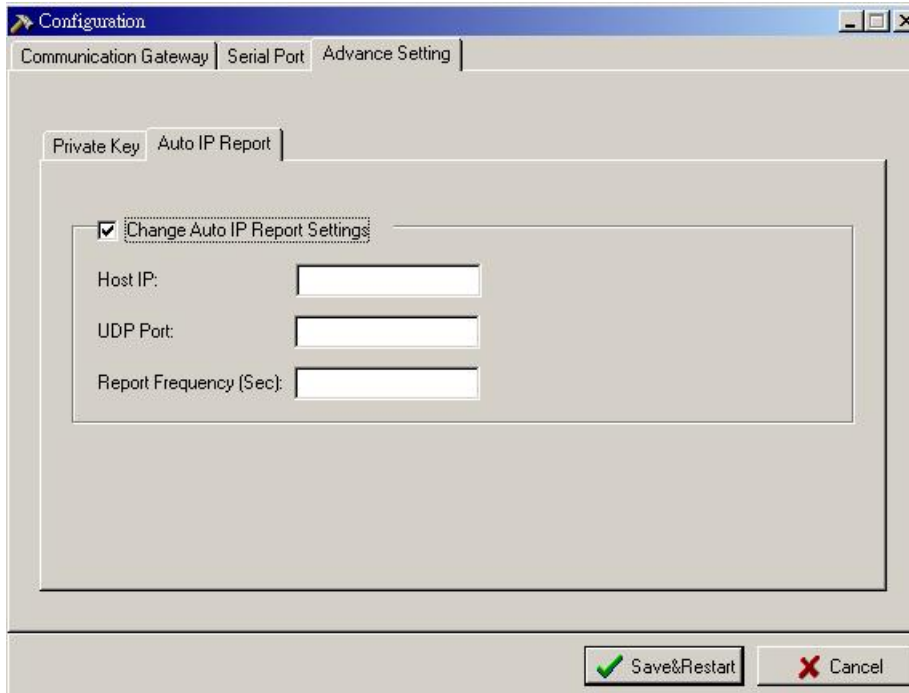 Configuration
Communication Gateway Serial Port Advance Setting
Private Key Auto IP Report
Change Auto IP Report Settings
Host IP:
UDP Port:
Report Frequency (Sec):
Save&Restart Cancel